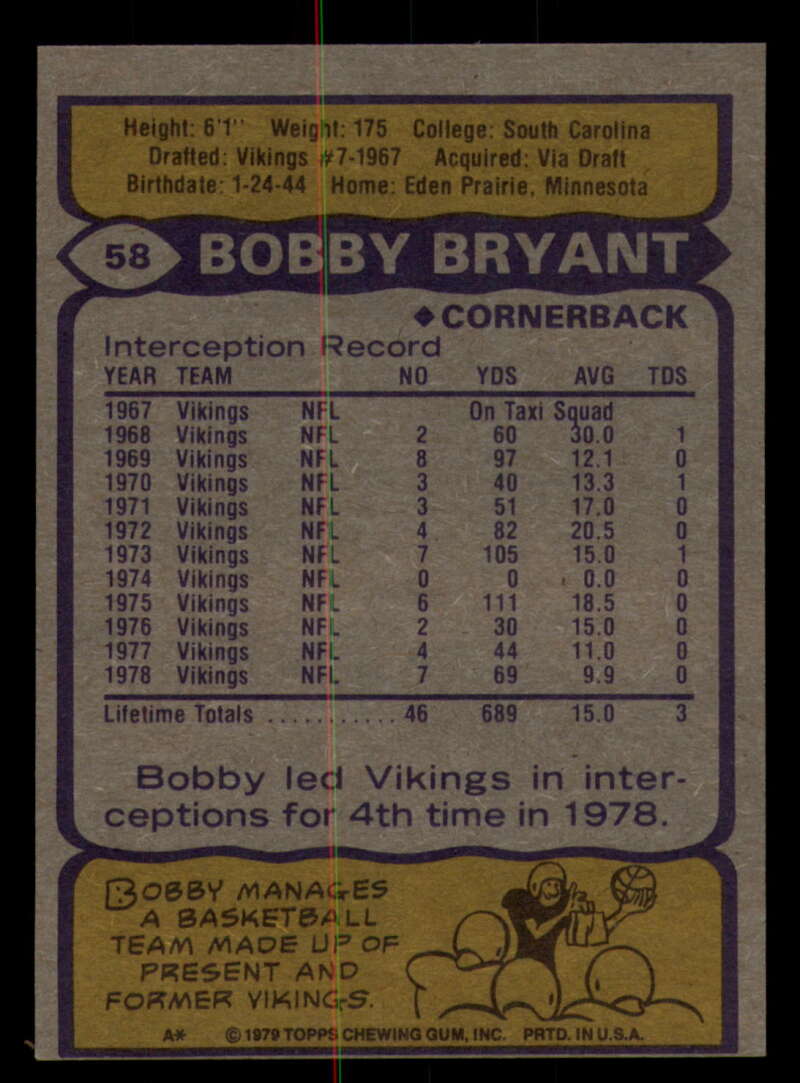 Height: 6'1" Weight: 175 College: South Carolina
Drafted: Vikings #7-1967 Acquired: Via Draft
Birthdate: 1-24-44 Home: Eden Prairie, Minnesota
58 BOBBY BRYANT
◆CORNERBACK
Interception Record
YEAR TEAM NO YDS AVG TDS
1967 Vikings NFL On Taxi Squad
1968 Vikings NFL 2 60 30.0 1
1969 Vikings NFL 8 97 12.1 0
1970 Vikings NFL 3 40 13.3 1
1971 Vikings NFL 3 51 17.0 0
1972 Vikings NFL 4 82 20.5 0
1973 Vikings NFL 7 105 15.0 1
1974 Vikings NFL 0 0 0.0 0
1975 Vikings NFL 6 111 18.5 0
1976 Vikings NFL 2 30 15.0 0
1977 Vikings NFL 4 44 11.0 0
1978 Vikings NFL 7 69 9.9 0
Lifetime Totals ........... 46 689 15.0 3
Bobby led Vikings in inter-
ceptions for 4th time in 1978.
BOBBY MANAGES
A BASKETBALL
TEAM MADE UP OF
PRESENT AND
FORMER VIKINGS.
A* © 1979 TOPPS CHEWING GUM, INC. PRTD. IN U.S.A.